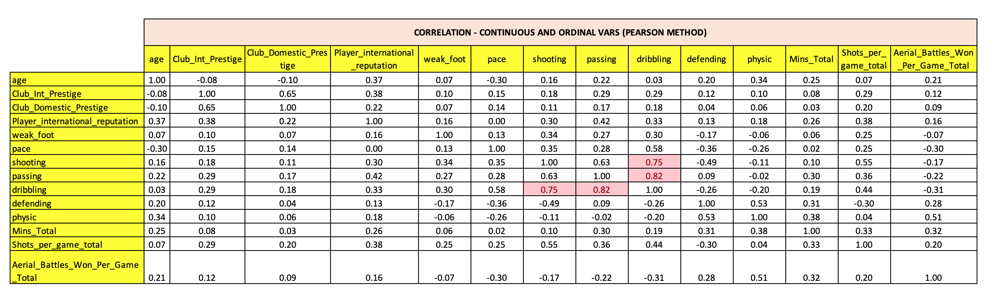 CORRELATION - CONTINUOUS AND ORDINAL VARS (PEARSON METHOD)
age Club_Int_Prestige Club_Domestic_Pres Player_international weak_foot pace shooting passing dribbling defending physic Mins_Total Shots_per_ Aerial_Battles_Won
tige _reputation game_total _Per_Game_Total
age 1.00 -0.08 -0.10 0.37 0.07 -0.30 0.16 0.22 0.03 0.20 0.34 0.25 0.07 0.21
Club_Int_Prestige -0.08 1.00 0.65 0.38 0.10 0.15 0.18 0.29 0.29 0.12 0.10 0.08 0.29 0.12
Club_Domestic_Prestige -0.10 0.65 1.00 0.22 0.07 0.14 0.11 0.17 0.18 0.04 0.06 0.03 0.20 0.09
Player_international_reputation 0.37 0.38 0.22 1.00 0.16 0.00 0.30 0.42 0.33 0.13 0.18 0.26 0.38 0.16
weak_foot 0.07 0.10 0.07 0.16 1.00 0.13 0.34 0.27 0.30 -0.17 -0.06 0.06 0.25 -0.07
pace -0.30 0.15 0.14 0.00 0.13 1.00 0.35 0.28 0.58 -0.36 -0.26 0.02 0.25 -0.30
shooting 0.16 0.18 0.11 0.30 0.34 0.35 1.00 0.63 0.75 -0.49 -0.11 0.10 0.55 -0.17
passing 0.22 0.29 0.17 0.42 0.27 0.28 0.63 1.00 0.82 0.09 -0.02 0.30 0.36 -0.22
dribbling 0.03 0.29 0.18 0.33 0.30 0.58 0.75 0.82 1.00 -0.26 -0.20 0.19 0.44 -0.31
defending 0.20 0.12 0.04 0.13 -0.17 -0.36 -0.49 0.09 -0.26 1.00 0.53 0.31 -0.30 0.28
physic 0.34 0.10 0.06 0.18 -0.06 -0.26 -0.11 -0.02 -0.20 0.53 1.00 0.38 0.04 0.51
Mins_Total 0.25 0.08 0.03 0.26 0.06 0.02 0.10 0.30 0.19 0.31 0.38 1.00 0.33 0.32
Shots_per_game_total 0.07 0.29 0.20 0.38 0.25 0.25 0.55 0.36 0.44 -0.30 0.04 0.33 1.00 0.20
Aerial_Battles_Won_Per_Game
_Total 0.21 0.12 0.09 0.16 -0.07 -0.30 -0.17 -0.22 -0.31 0.28 0.51 0.32 0.20 1.00